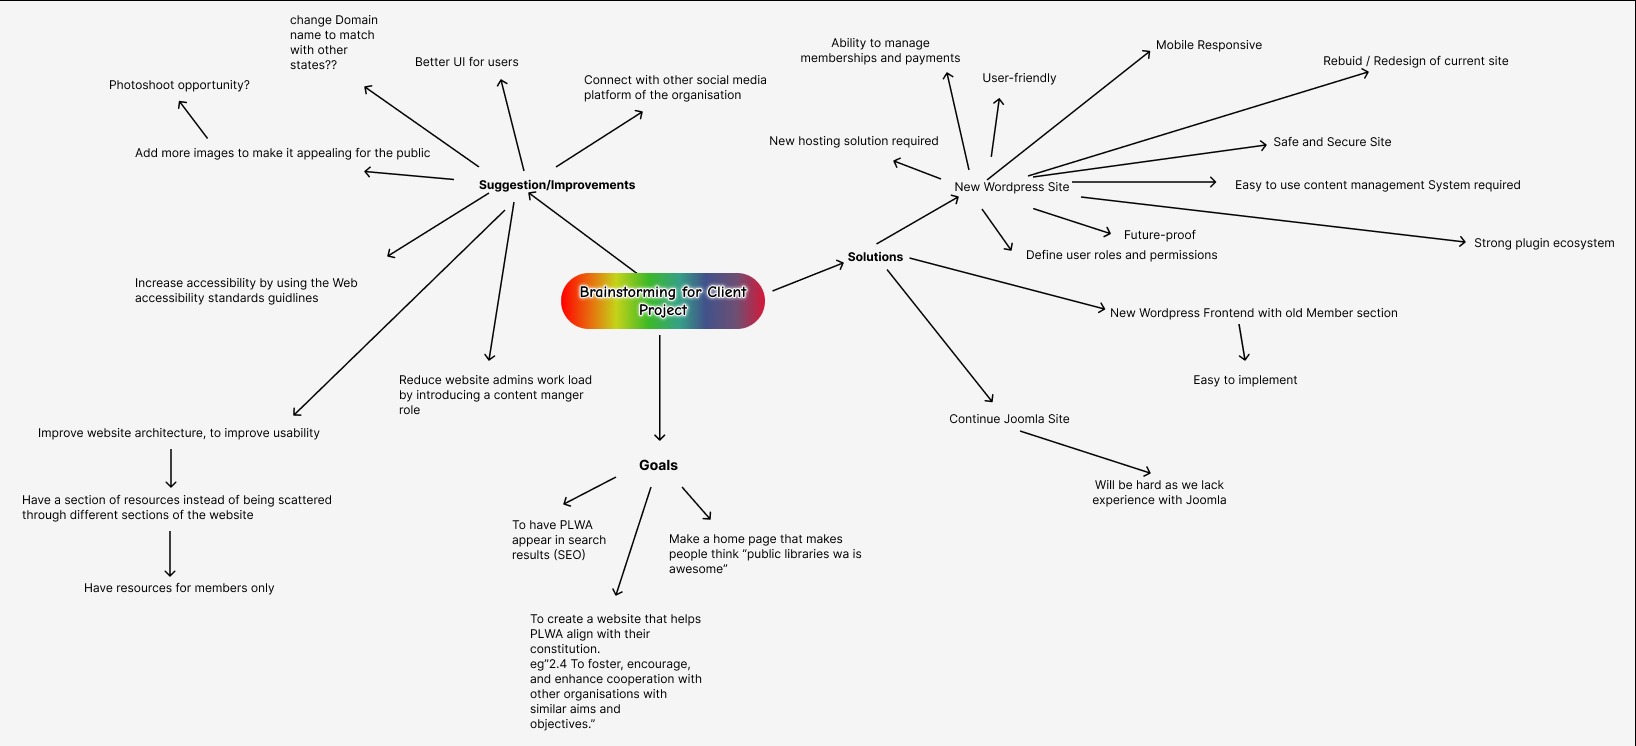 change Domain
name to match
with other
states??
Better UI for users
Photoshoot opportunity?
Connect with other social media
platform of the organisation
Add more images to make it appealing for the public
Suggestion/Improvements
Increase accessibility by using the Web
accessibility standards guidlines
Reduce website admins work load
by introducing a content manger
role
Improve website architecture, to improve usability
Have a section of resources instead of being scattered
through different sections of the website
Have resources for members only
Brainstorming for Client
Project
Goals
To have PLWA
appear in search
results (SEO)
Make a home page that makes
people think “public libraries wa is
awesome”
To create a website that helps
PLWA align with their
constitution.
eg”2.4 To foster, encourage,
and enhance cooperation with
other organisations with
similar aims and
objectives.”
Solutions
New Wordpress Site
New hosting solution required
Ability to manage
memberships and payments
User-friendly
Mobile Responsive
Rebuid / Redesign of current site
Safe and Secure Site
Easy to use content management System required
Strong plugin ecosystem
Future-proof
Define user roles and permissions
New Wordpress Frontend with old Member section
Easy to implement
Continue Joomla Site
Will be hard as we lack
experience with Joomla